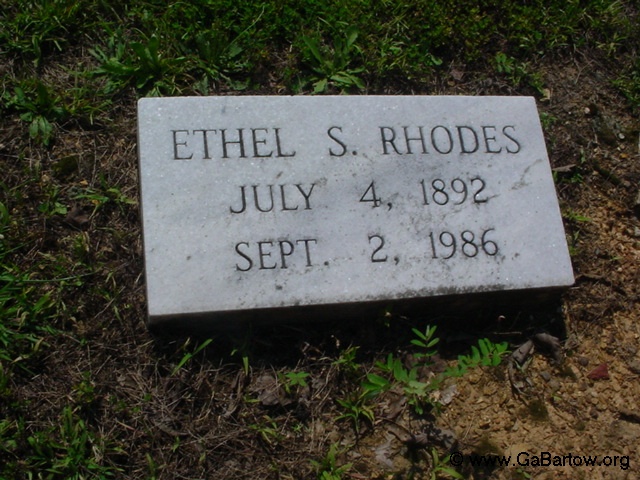 ETHEL S. RHODES
JULY 4, 1892
SEPT. 2, 1986
© www.GaBartow.org